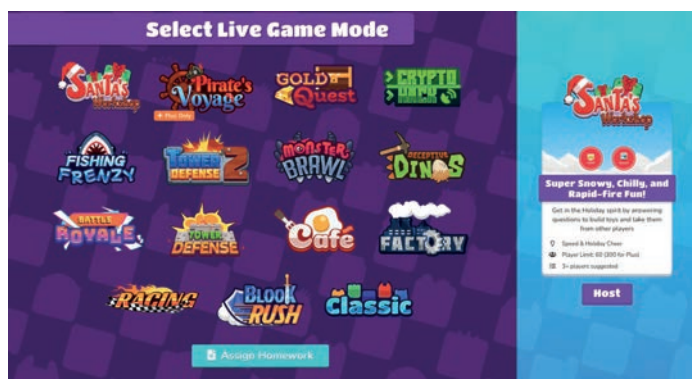 Select Live Game Mode
Santa's Workshop
Pirate's Voyage
Plus Only
Gold Quest
Crypto Hack
Fishing Frenzy
Tower Defense 2
Monster Brawl
Deceptive Dinos
Battle Royale
Tower Defense
Café
Factory
Racing
Blook Rush
Classic
Assign Homework
Santa's Workshop
Super Snowy, Chilly, and
Rapid-Fire Fun!
Get in the Holiday spirit by answering
questions to build toys and take them
from other players
Speed & Holiday Cheer
Player Limit: 60 (300 for Plus)
3+ players suggested
Host